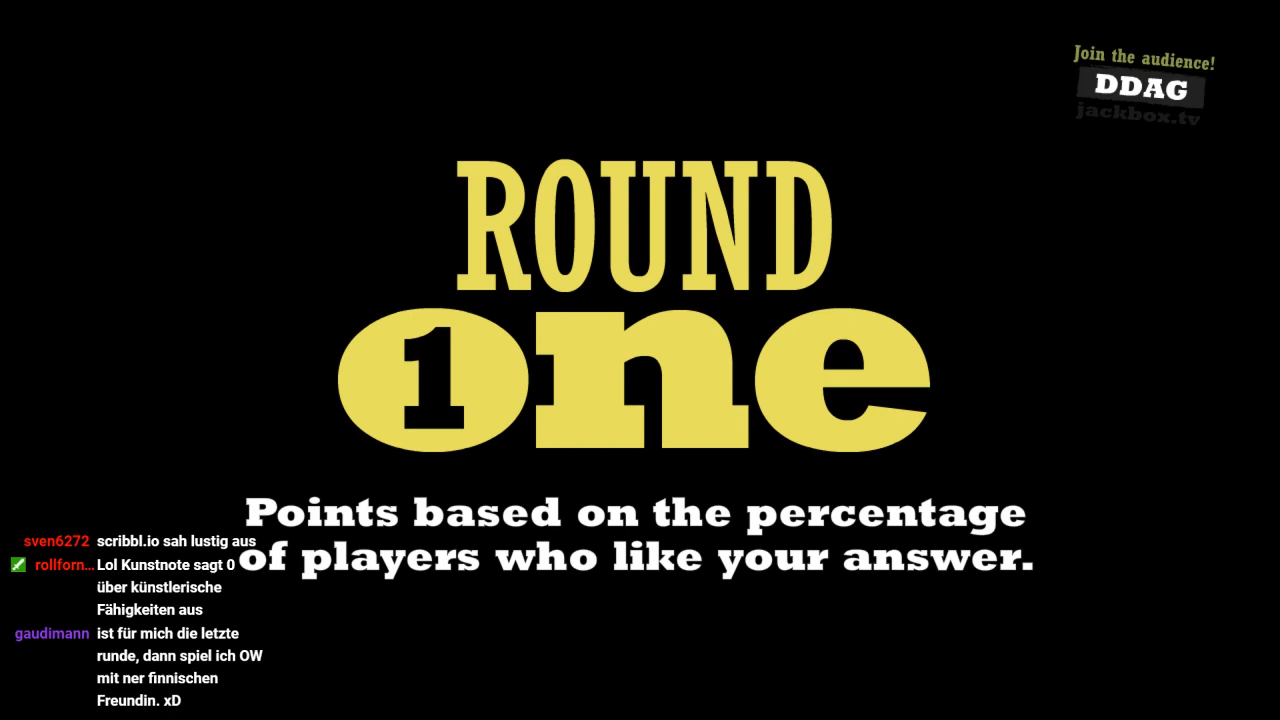 Join the audience!
DDAG
jackbox.tv
ROUND
1
One
Points based on the percentage
of players who like your answer.
sven6272 scribbl.io sah lustig aus
rollforn... Lol Kunstnote sagt 0
über künstlerische
Fähigkeiten aus
gaudimann ist für mich die letzte
runde, dann spiel ich OW
mit ner finnischen
Freundin. xD